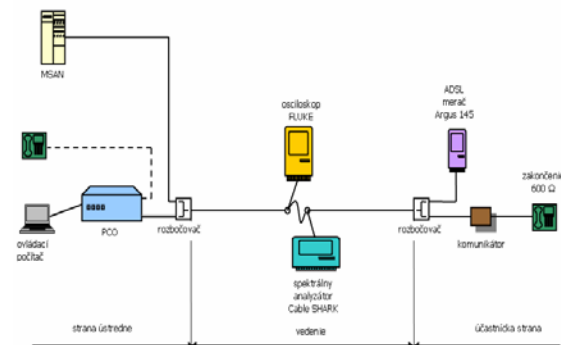 MSAN
osciloskop
FLUKE
ADSL
merač
Argus 145
zakončenie
600 Ω
ovládací
počítač
PCO
rozbočovač
rozbočovač
komunikátor
spektrálny
analyzátor
Cable SHARK
strana ústredne
vedenie
účastnícka strana